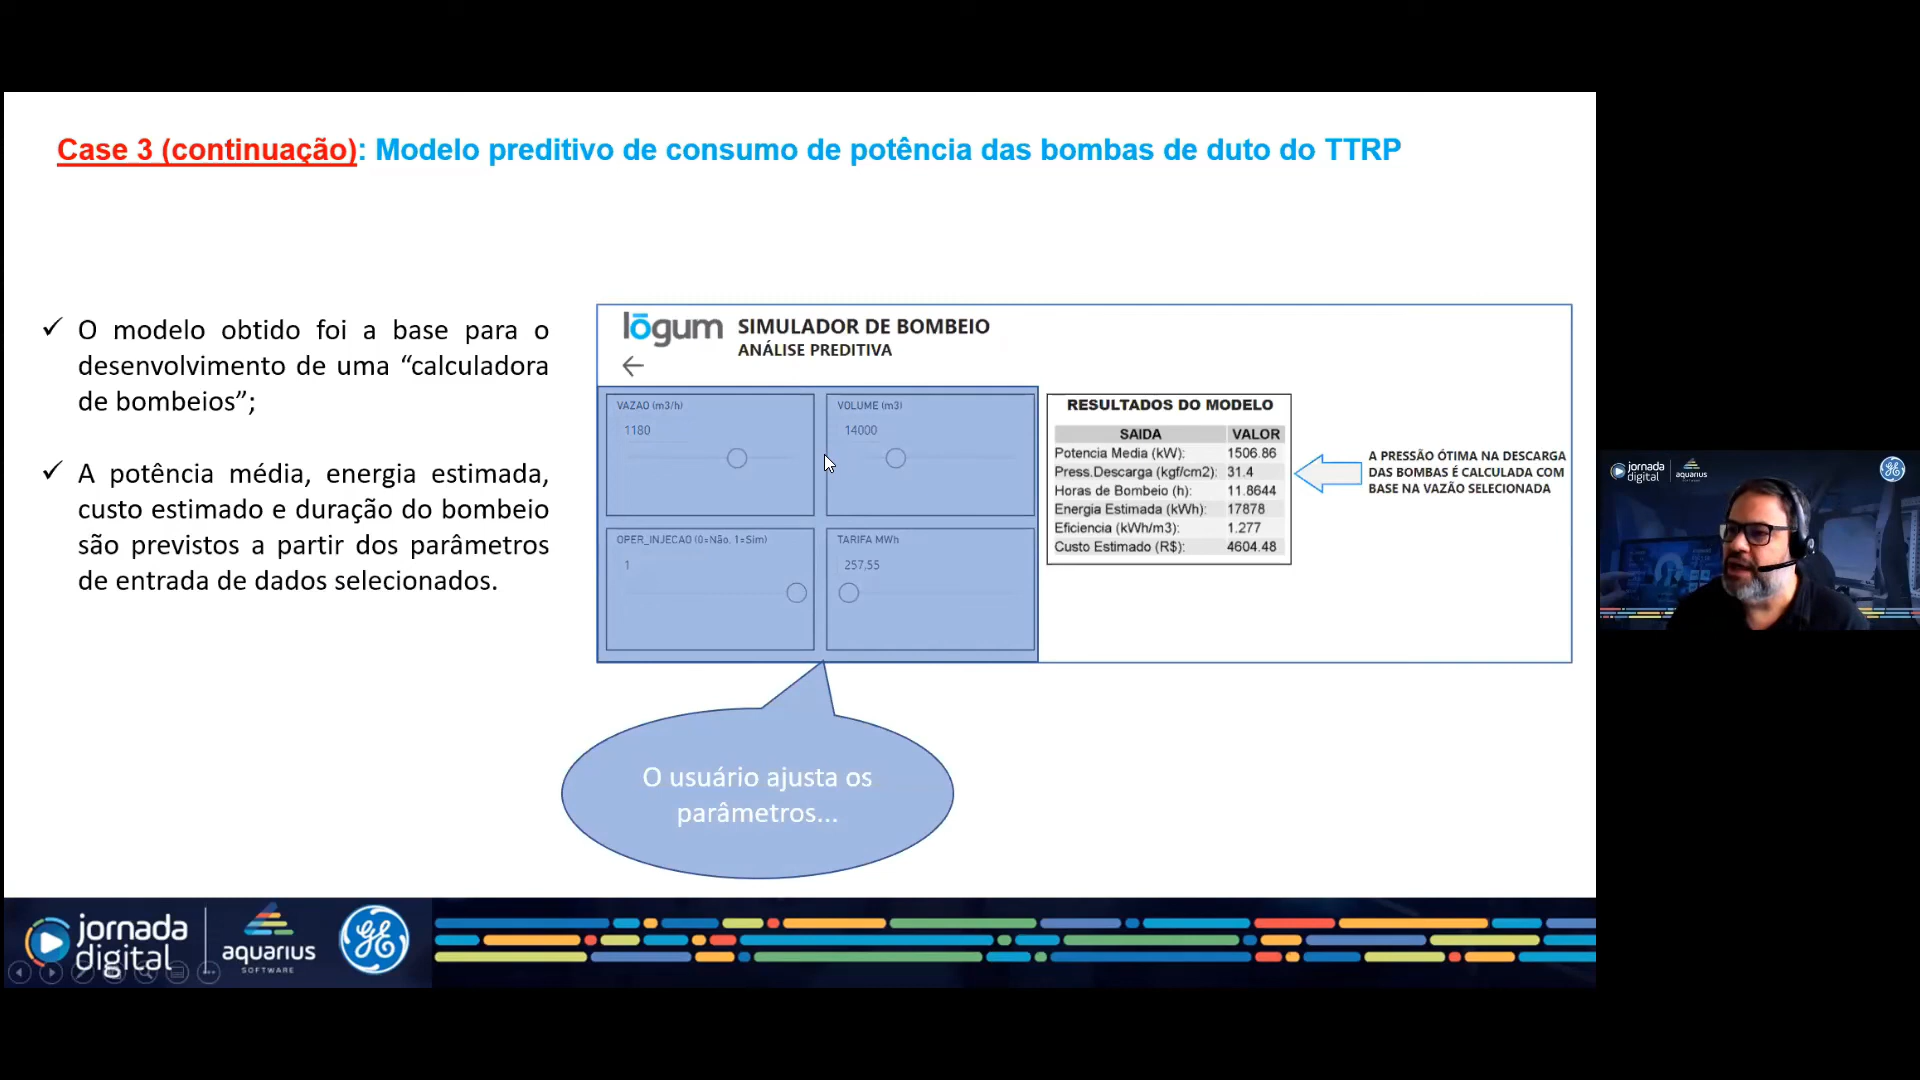 Case 3 (continuação): Modelo preditivo de consumo de potência das bombas de duto do TTRP
✓ O modelo obtido foi a base para o
desenvolvimento de uma “calculadora
de bombeios”;
✓ A potência média, energia estimada,
custo estimado e duração do bombeio
são previstos a partir dos parâmetros
de entrada de dados selecionados.
lōgum
SIMULADOR DE BOMBEIO
ANÁLISE PREDITIVA
VAZAO (m3/h)
1180
VOLUME (m3)
14000
OPER_INJECAO (0=Não, 1=Sim)
1
TARIFA MWh
257,55
RESULTADOS DO MODELO
SAIDA VALOR
Potencia Media (kW): 1506.86
Press.Descarga (kgf/cm2): 31.4
Horas de Bombeio (h): 11.8644
Energia Estimada (kWh): 17878
Eficiencia (kWh/m3): 1.277
Custo Estimado (R$): 4604.48
A PRESSÃO ÓTIMA NA DESCARGA
DAS BOMBAS É CALCULADA COM
BASE NA VAZÃO SELECIONADA
O usuário ajusta os
parâmetros...
jornada
digital
aquarius
SOFTWARE
GE
jornada
digital
aquarius
GE